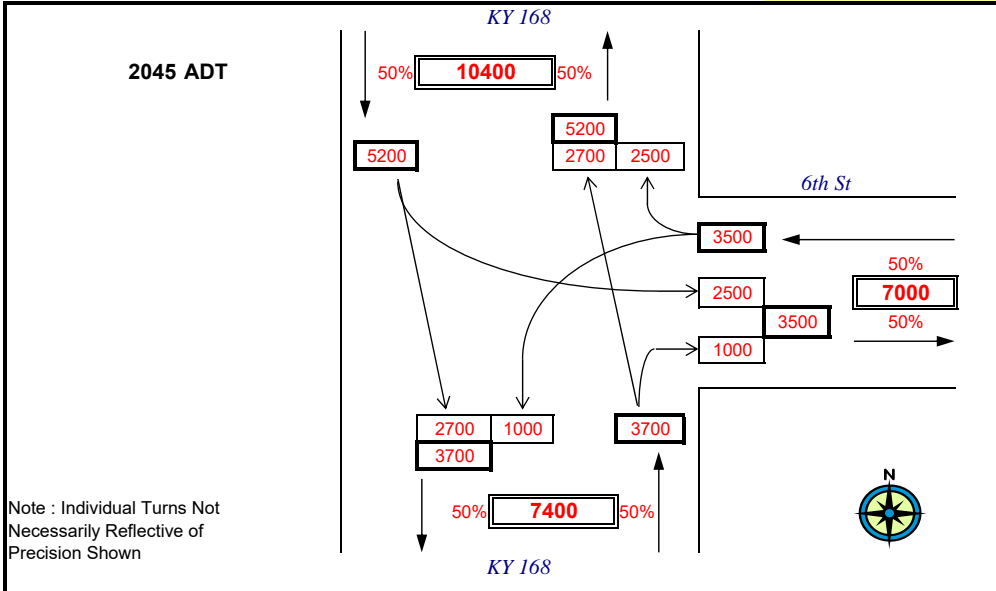 KY 168
2045 ADT
50% 10400 50%
5200
5200
2700 2500
6th St
3500
50%
2500
7000
3500
50%
1000
2700 1000
3700
3700
N
Note : Individual Turns Not
Necessarily Reflective of
Precision Shown
50% 7400 50%
KY 168